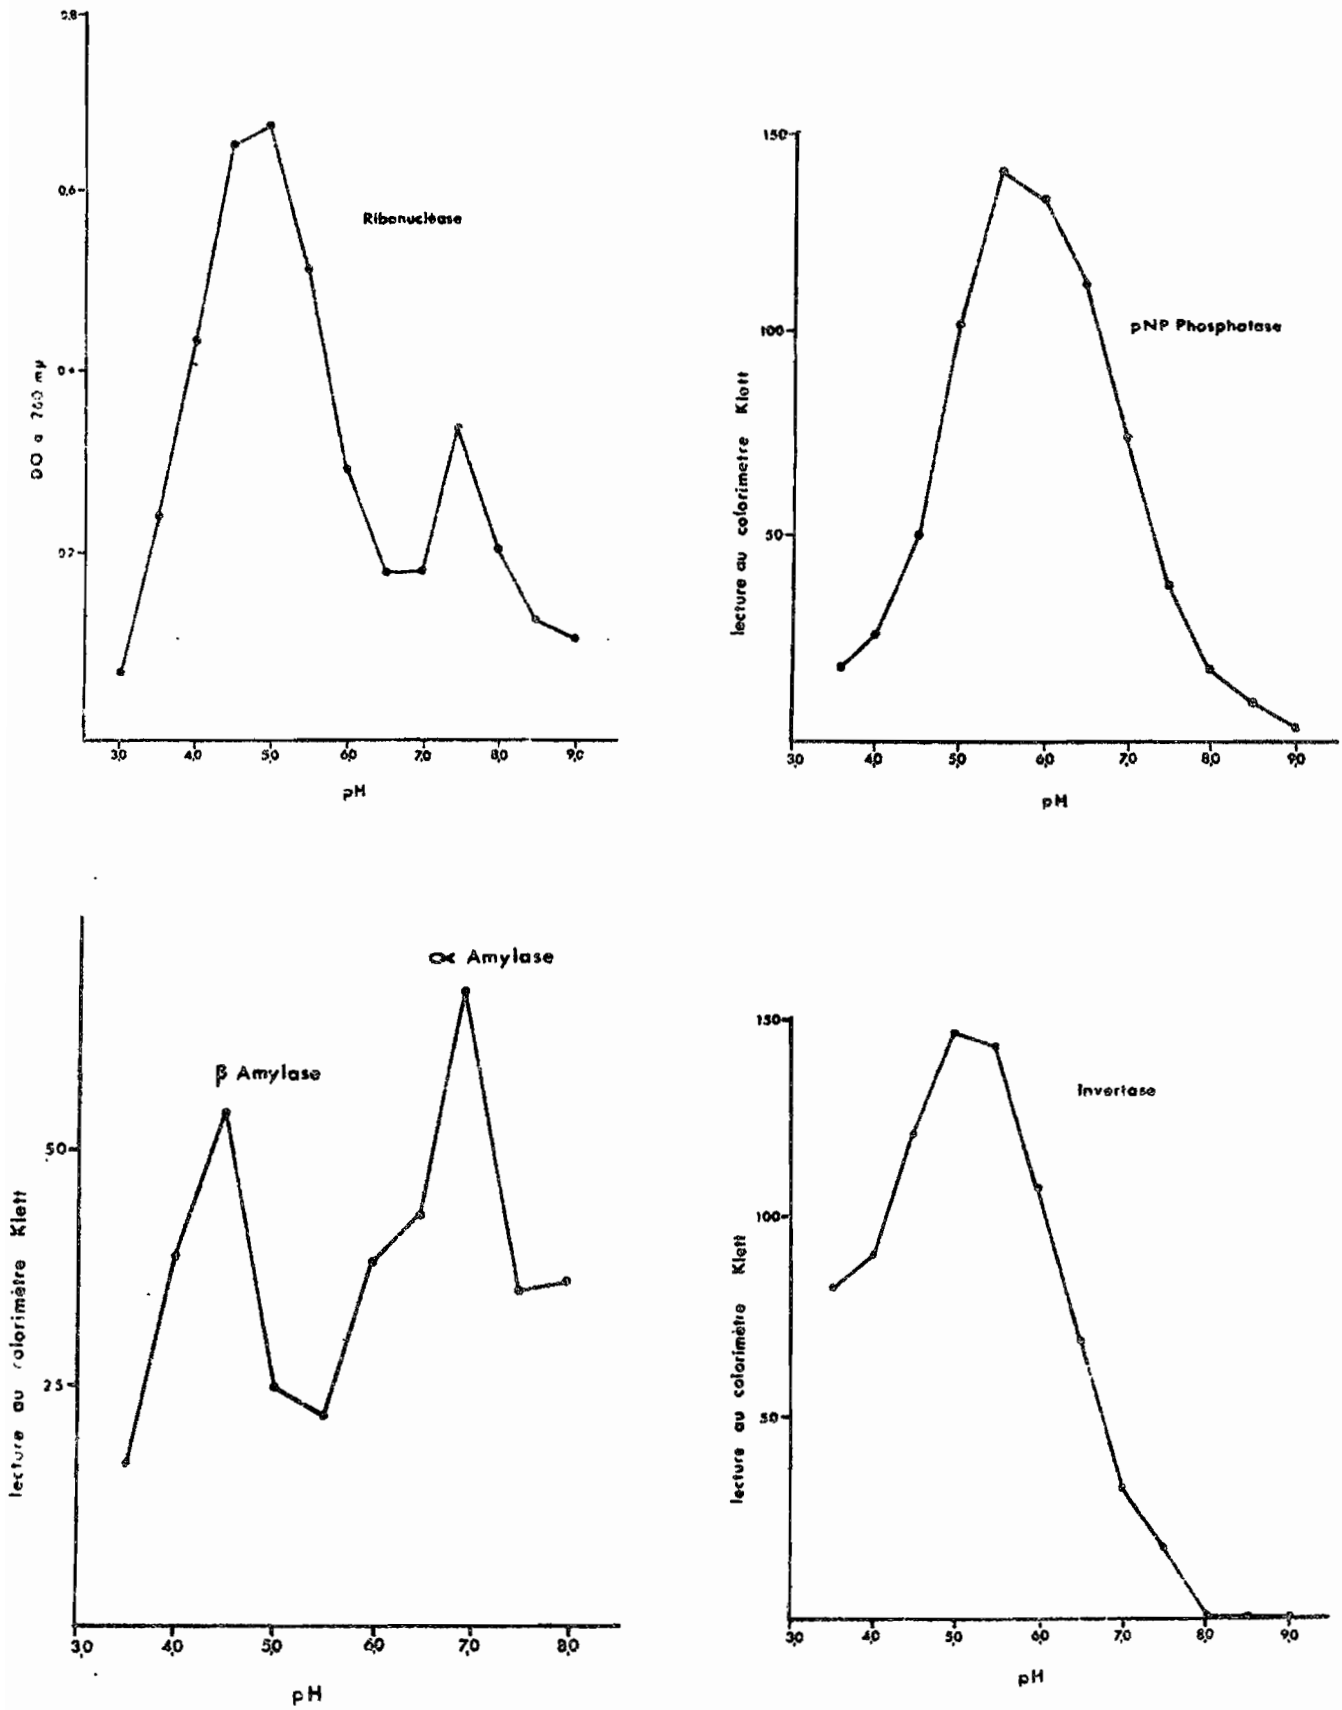 0,8
0,6
0,4
0,2
DO a 260 mµ
Ribonucléase
3,0 4,0 5,0 6,0 7,0 8,0 9,0
pH
150
100
50
lecture au colorimetre Klett
pNP Phosphatase
3,0 4,0 5,0 6,0 7,0 8,0 9,0
pH
50
25
lecture au colorimètre Klett
β Amylase
α Amylase
3,0 4,0 5,0 6,0 7,0 8,0
pH
150
100
50
lecture au colorimètre Klett
Invertase
3,0 4,0 5,0 6,0 7,0 8,0 9,0
pH